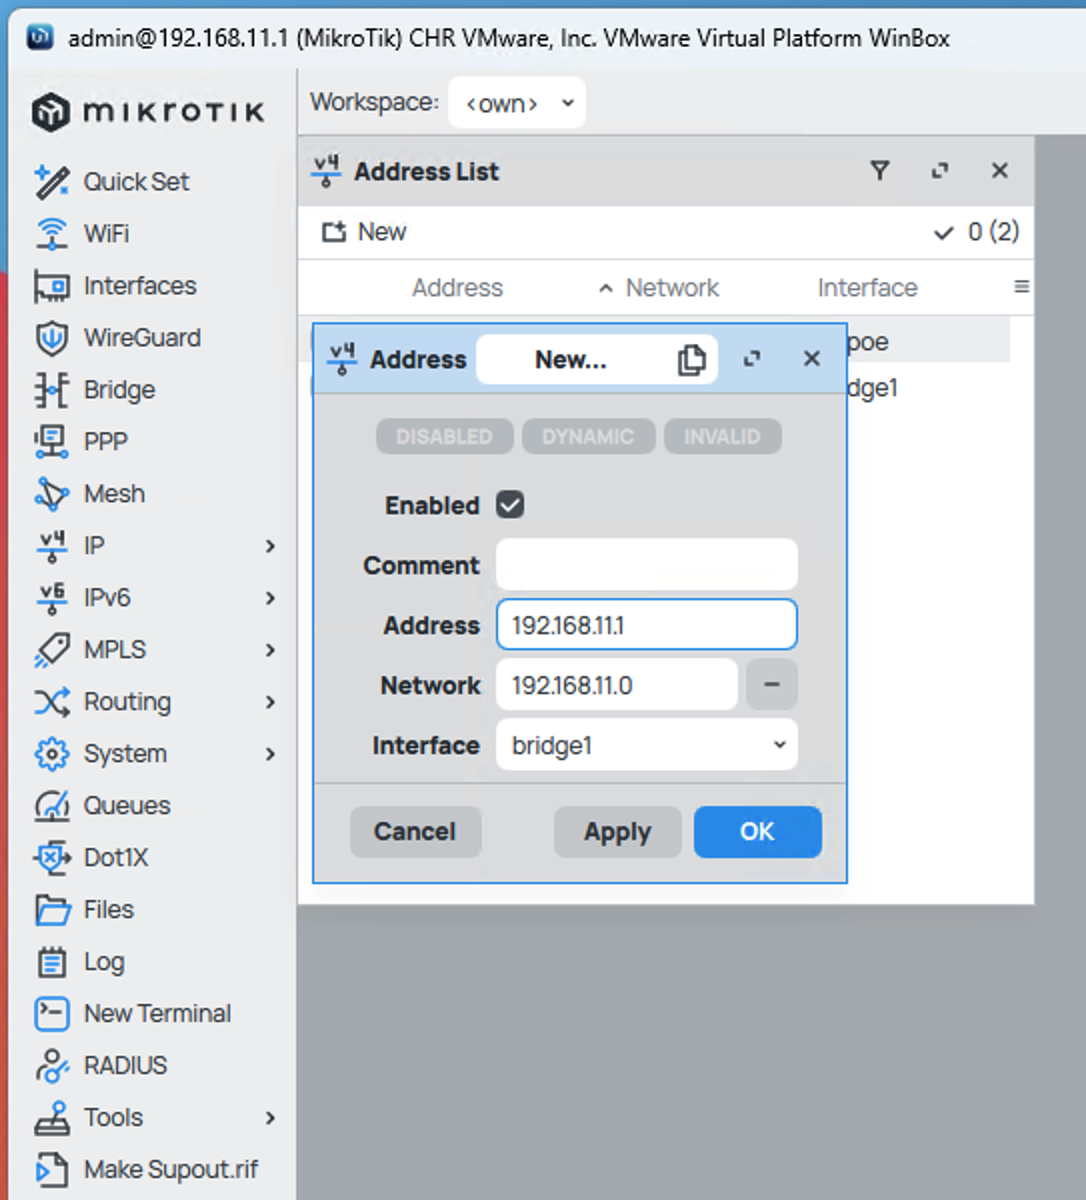 admin@192.168.11.1 (MikroTik) CHR VMware, Inc. VMware Virtual Platform WinBox
MIKROTIK
Workspace: <own>
Quick Set
WiFi
Interfaces
WireGuard
Bridge
PPP
Mesh
IP
IPv6
MPLS
Routing
System
Queues
Dot1X
Files
Log
New Terminal
RADIUS
Tools
Make Supout.rif
v4 Address List
New 0 (2)
Address Network Interface
poe
dge1
v4 Address New...
DISABLED DYNAMIC INVALID
Enabled
Comment
Address 192.168.11.1
Network 192.168.11.0
Interface bridge1
Cancel Apply OK